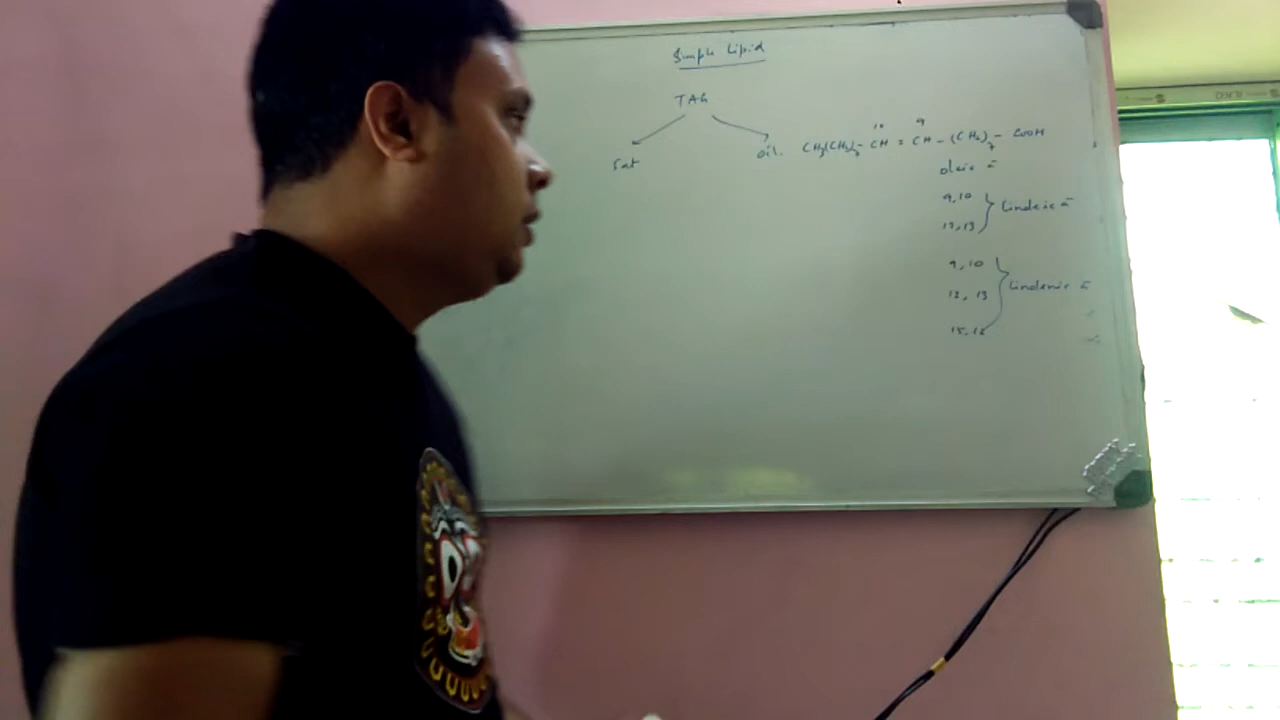 Simple Lipid
TAG
10 9
fat oil. CH3(CH2)7 - CH = CH - (CH2)7 - COOH
oleic ā
9,10
12,13 } Linoleic ā
9,10
12, 13 } Linolenic ā
15,16